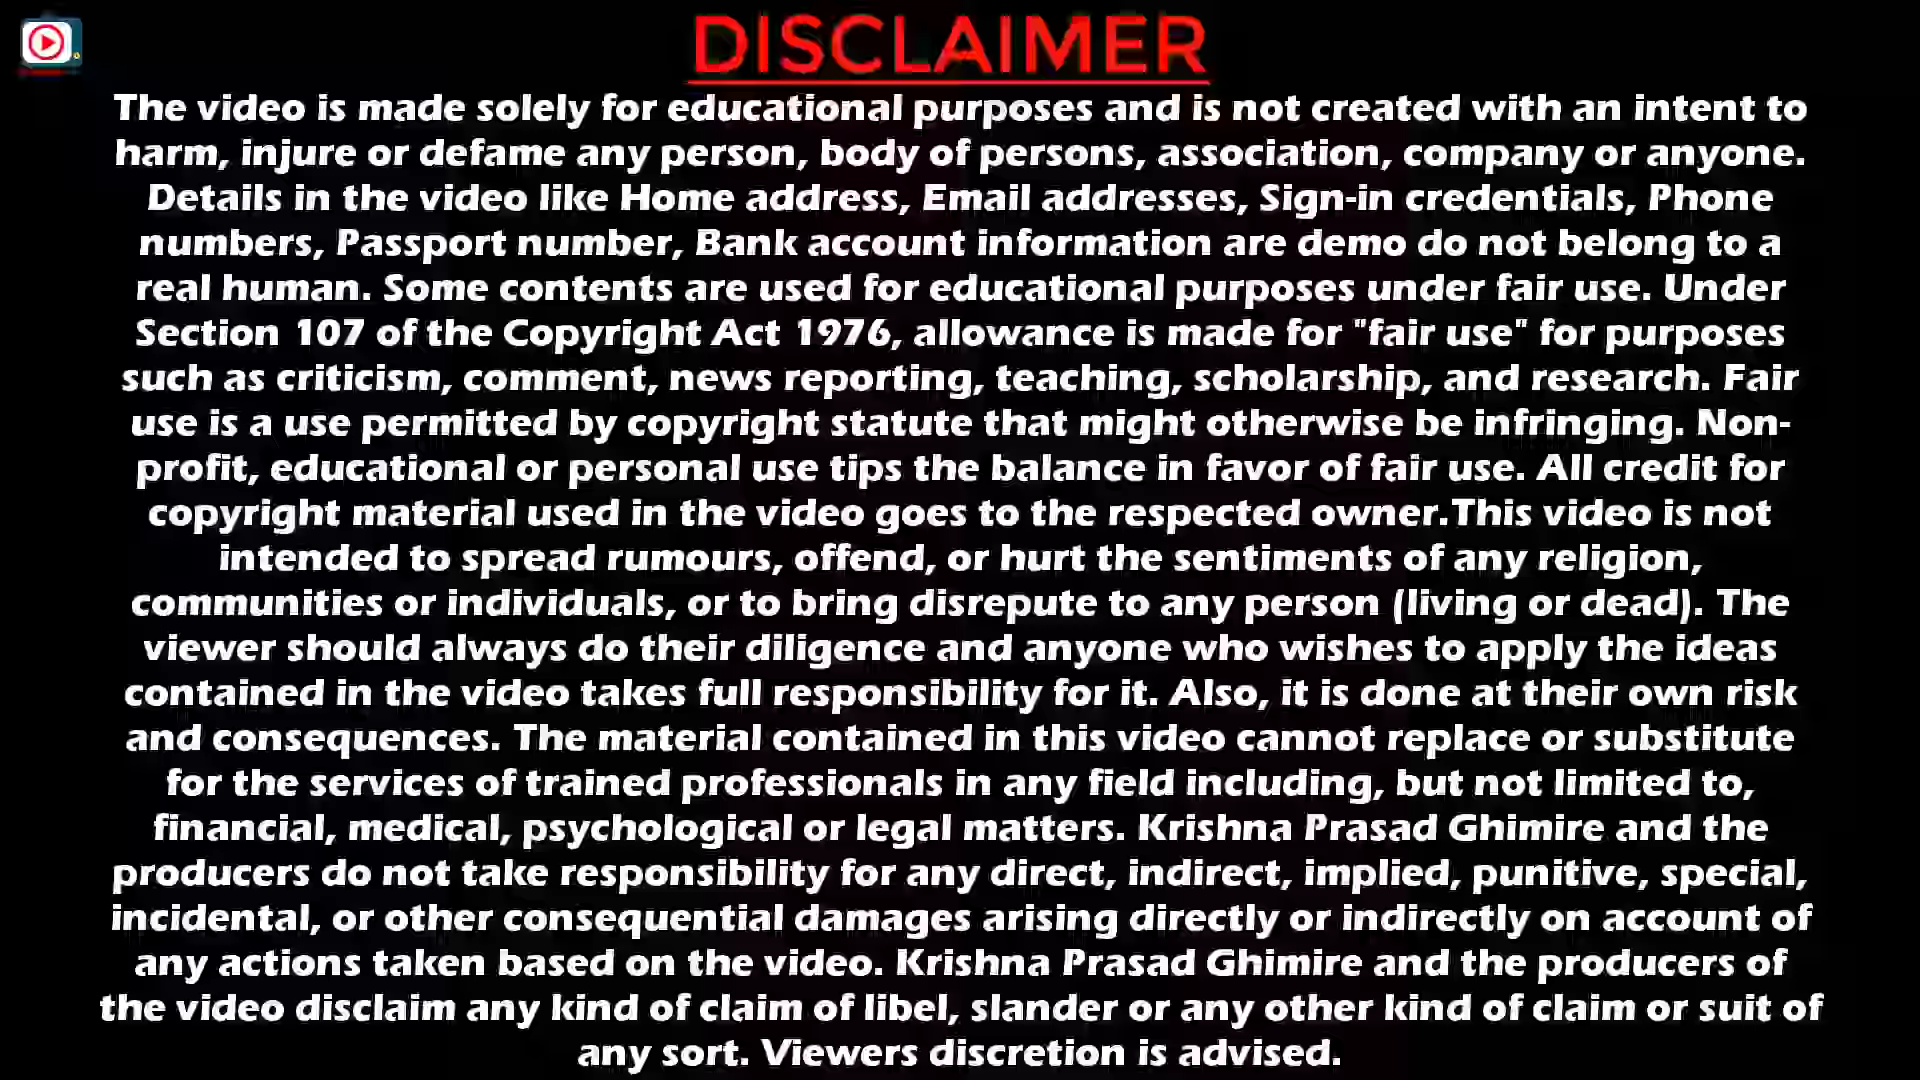 DISCLAIMER
The video is made solely for educational purposes and is not created with an intent to
harm, injure or defame any person, body of persons, association, company or anyone.
Details in the video like Home address, Email addresses, Sign-in credentials, Phone
numbers, Passport number, Bank account information are demo do not belong to a
real human. Some contents are used for educational purposes under fair use. Under
Section 107 of the Copyright Act 1976, allowance is made for "fair use" for purposes
such as criticism, comment, news reporting, teaching, scholarship, and research. Fair
use is a use permitted by copyright statute that might otherwise be infringing. Non-
profit, educational or personal use tips the balance in favor of fair use. All credit for
copyright material used in the video goes to the respected owner.This video is not
intended to spread rumours, offend, or hurt the sentiments of any religion,
communities or individuals, or to bring disrepute to any person (living or dead). The
viewer should always do their diligence and anyone who wishes to apply the ideas
contained in the video takes full responsibility for it. Also, it is done at their own risk
and consequences. The material contained in this video cannot replace or substitute
for the services of trained professionals in any field including, but not limited to,
financial, medical, psychological or legal matters. Krishna Prasad Ghimire and the
producers do not take responsibility for any direct, indirect, implied, punitive, special,
incidental, or other consequential damages arising directly or indirectly on account of
any actions taken based on the video. Krishna Prasad Ghimire and the producers of
the video disclaim any kind of claim of libel, slander or any other kind of claim or suit of
any sort. Viewers discretion is advised.